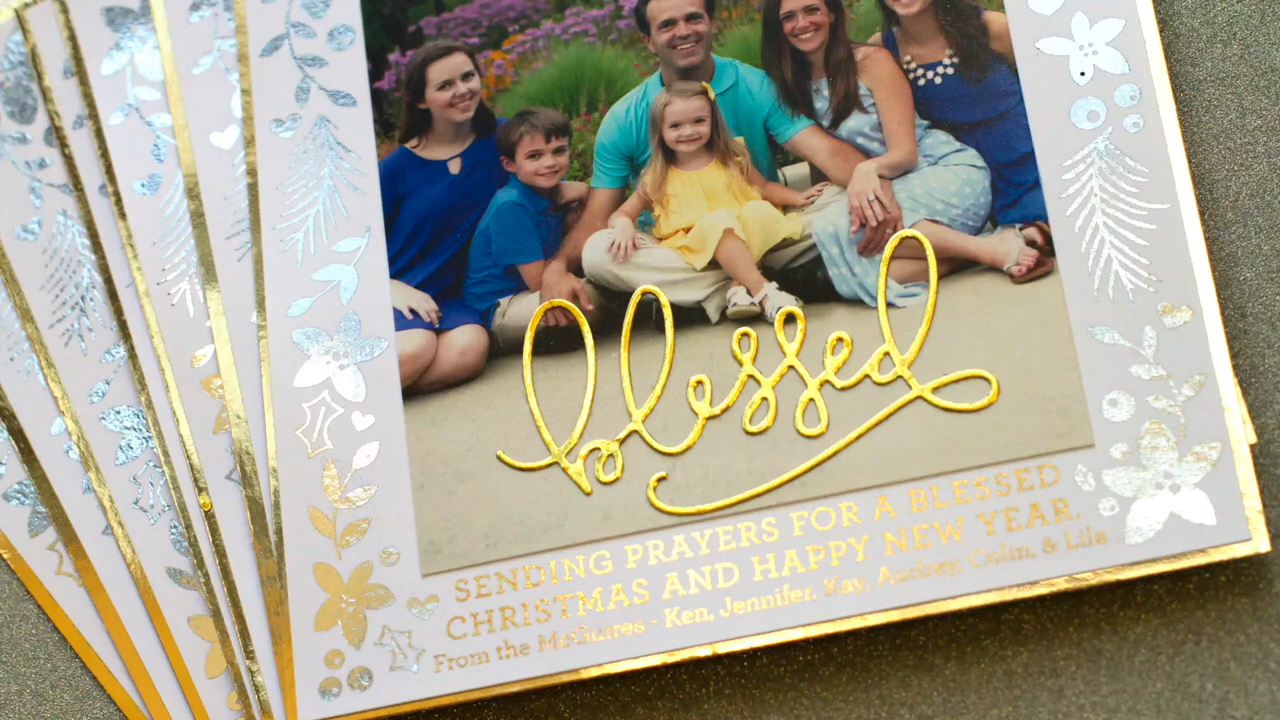 blessed
SENDING PRAYERS FOR A BLESSED
CHRISTMAS AND HAPPY NEW YEAR.
From the McGuires - Ken, Jennifer, Kay, Audrey, Colin, & Lila